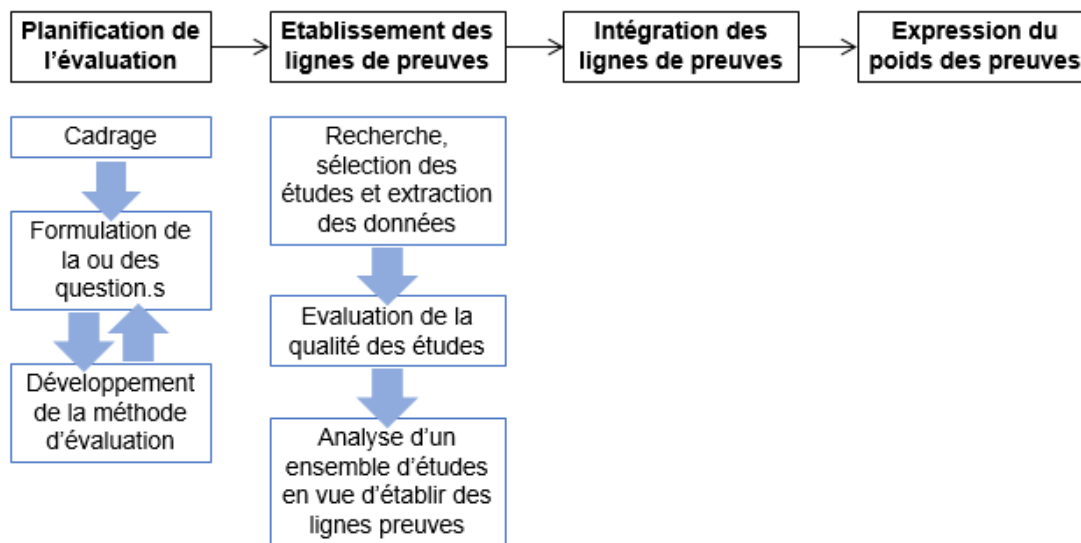 Planification de
l'évaluation
Etablissement des
lignes de preuves
Intégration des
lignes de preuves
Expression du
poids des preuves
Cadrage
Formulation de
la ou des
question.s
Développement
de la méthode
d'évaluation
Recherche,
sélection des
études et extraction
des données
Evaluation de la
qualité des études
Analyse d'un
ensemble d'études
en vue d'établir des
lignes preuves